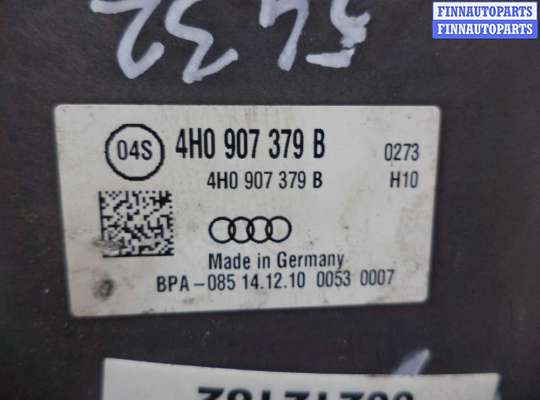 FINNAUTOPARTS
FINNAUTOPARTS
5432
04S
4H0 907 379 B
0273
4H0 907 379 B
H10
Made in Germany
BPA-085 14.12.10 0053 0007